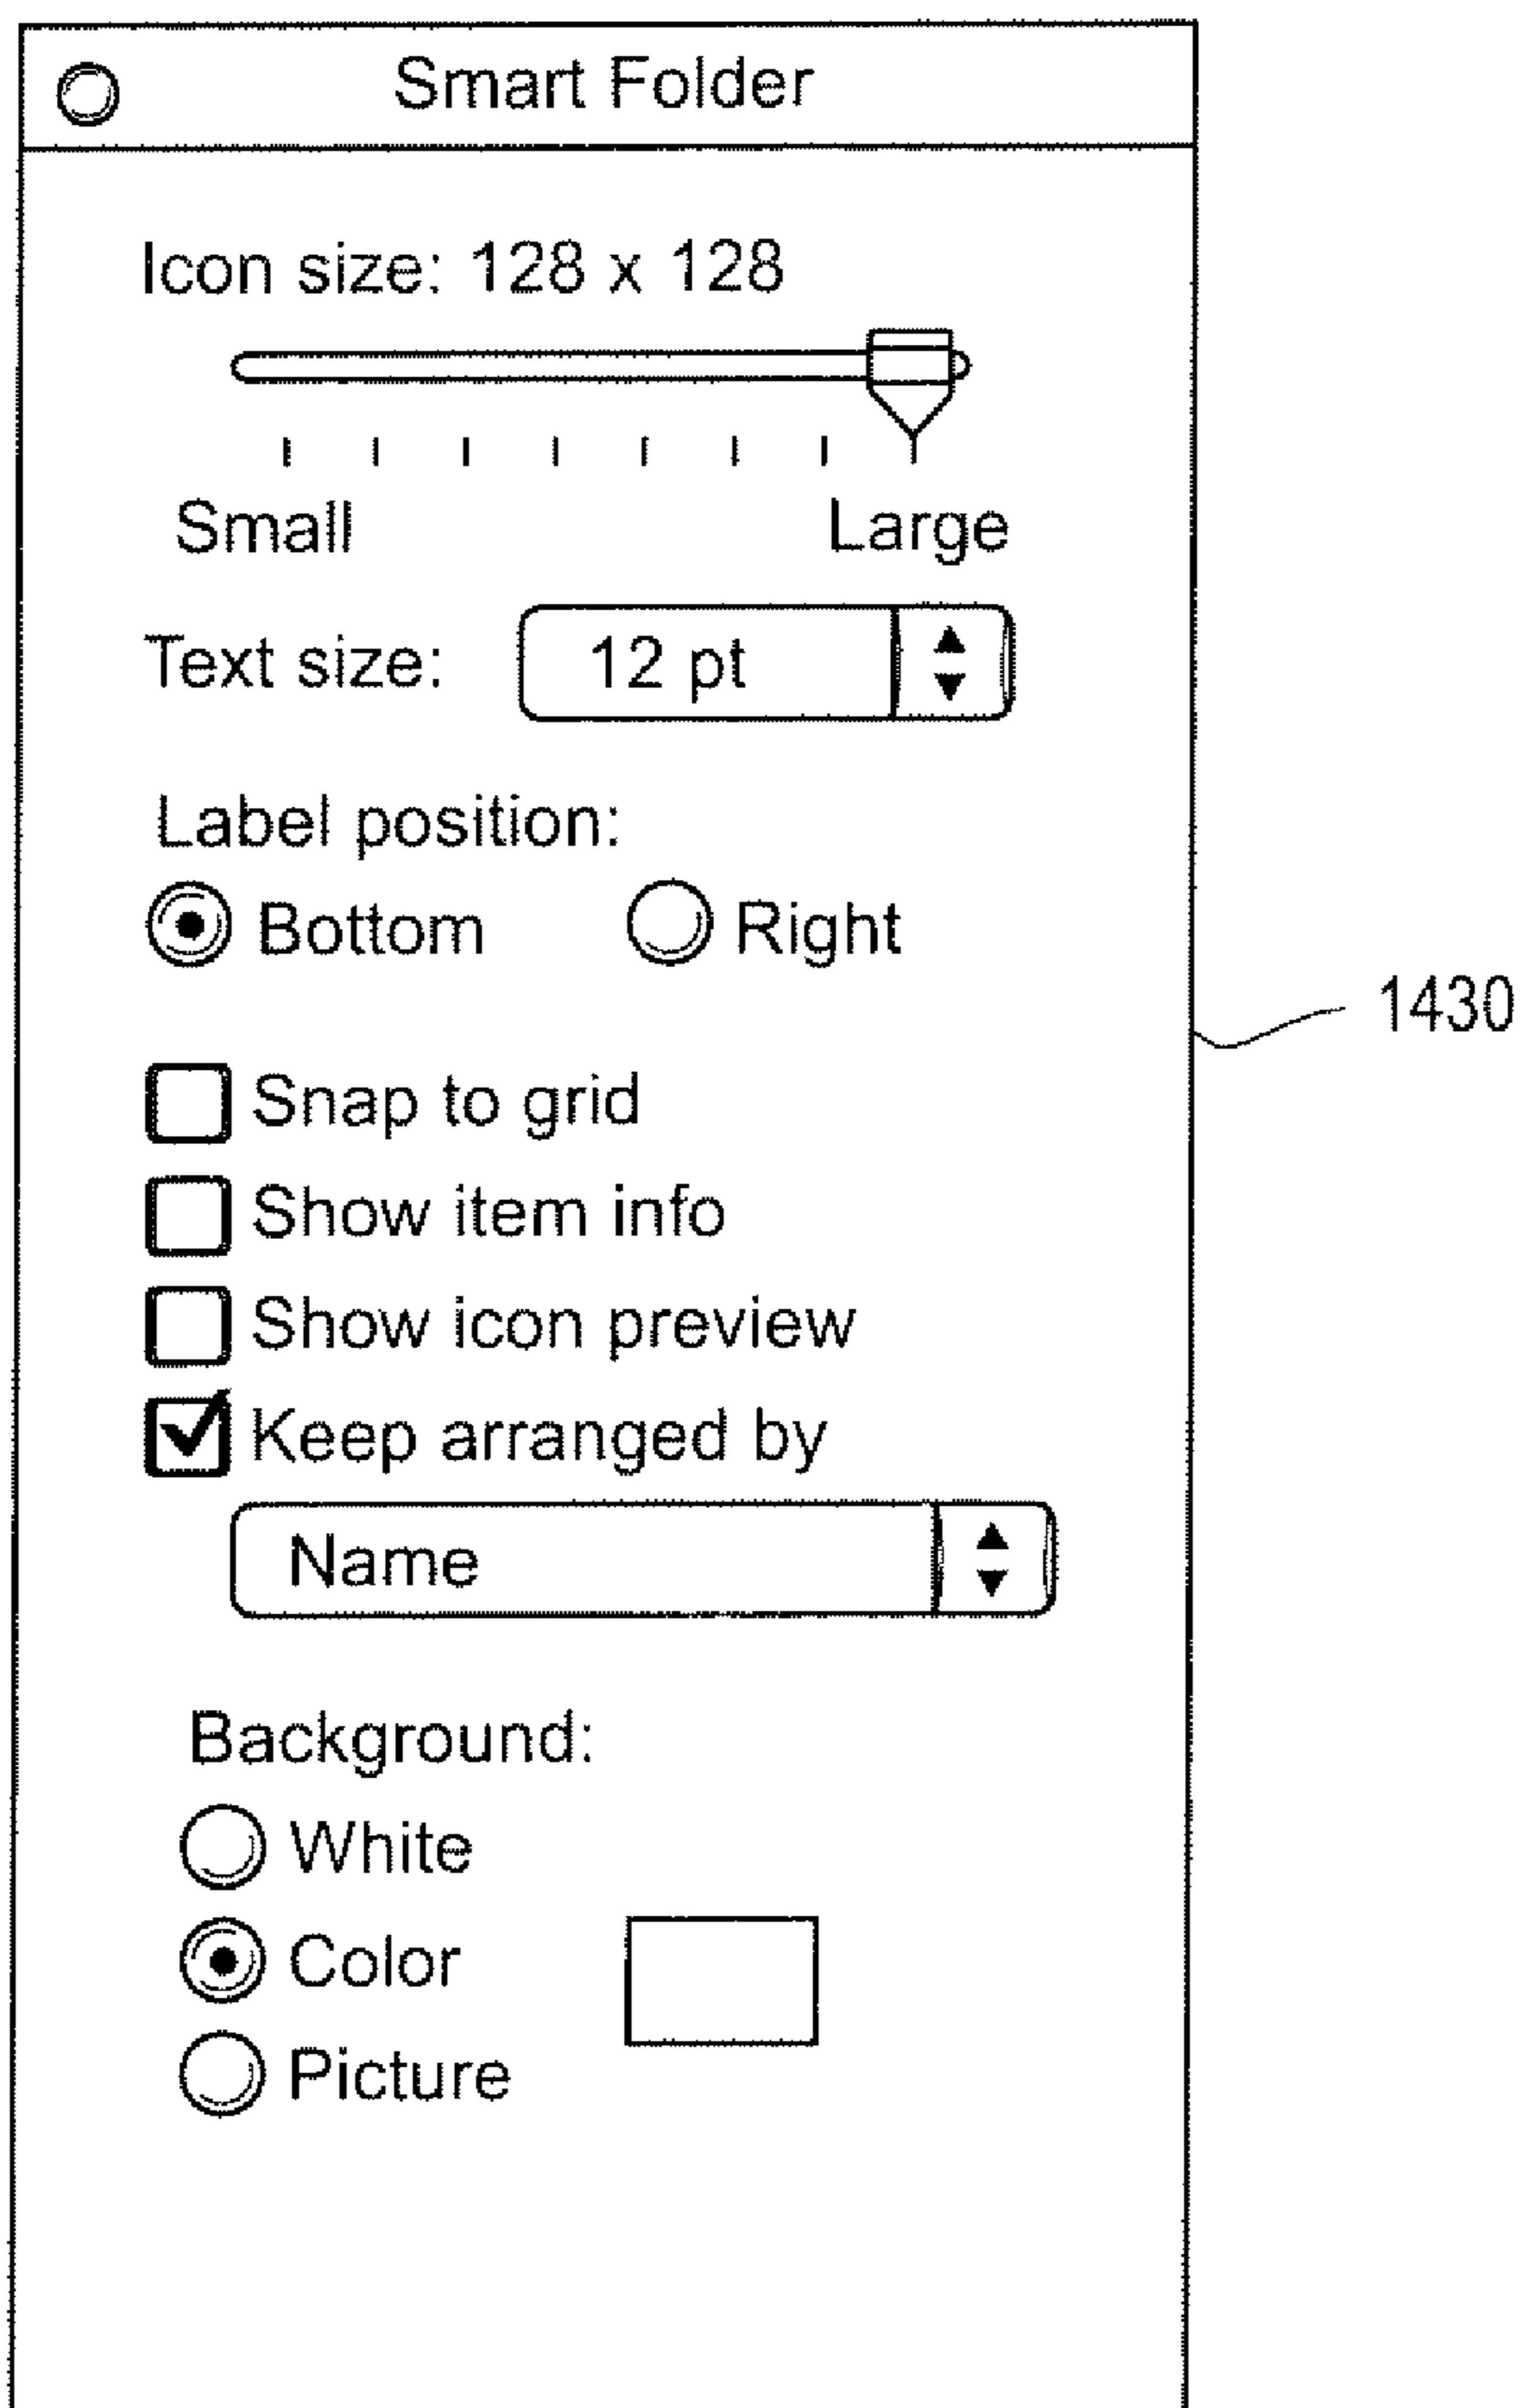 Smart Folder
Icon size: 128 x 128
Small Large
Text size: 12 pt
Label position:
Bottom Right
1430
Snap to grid
Show item info
Show icon preview
Keep arranged by
Name
Background:
White
Color
Picture